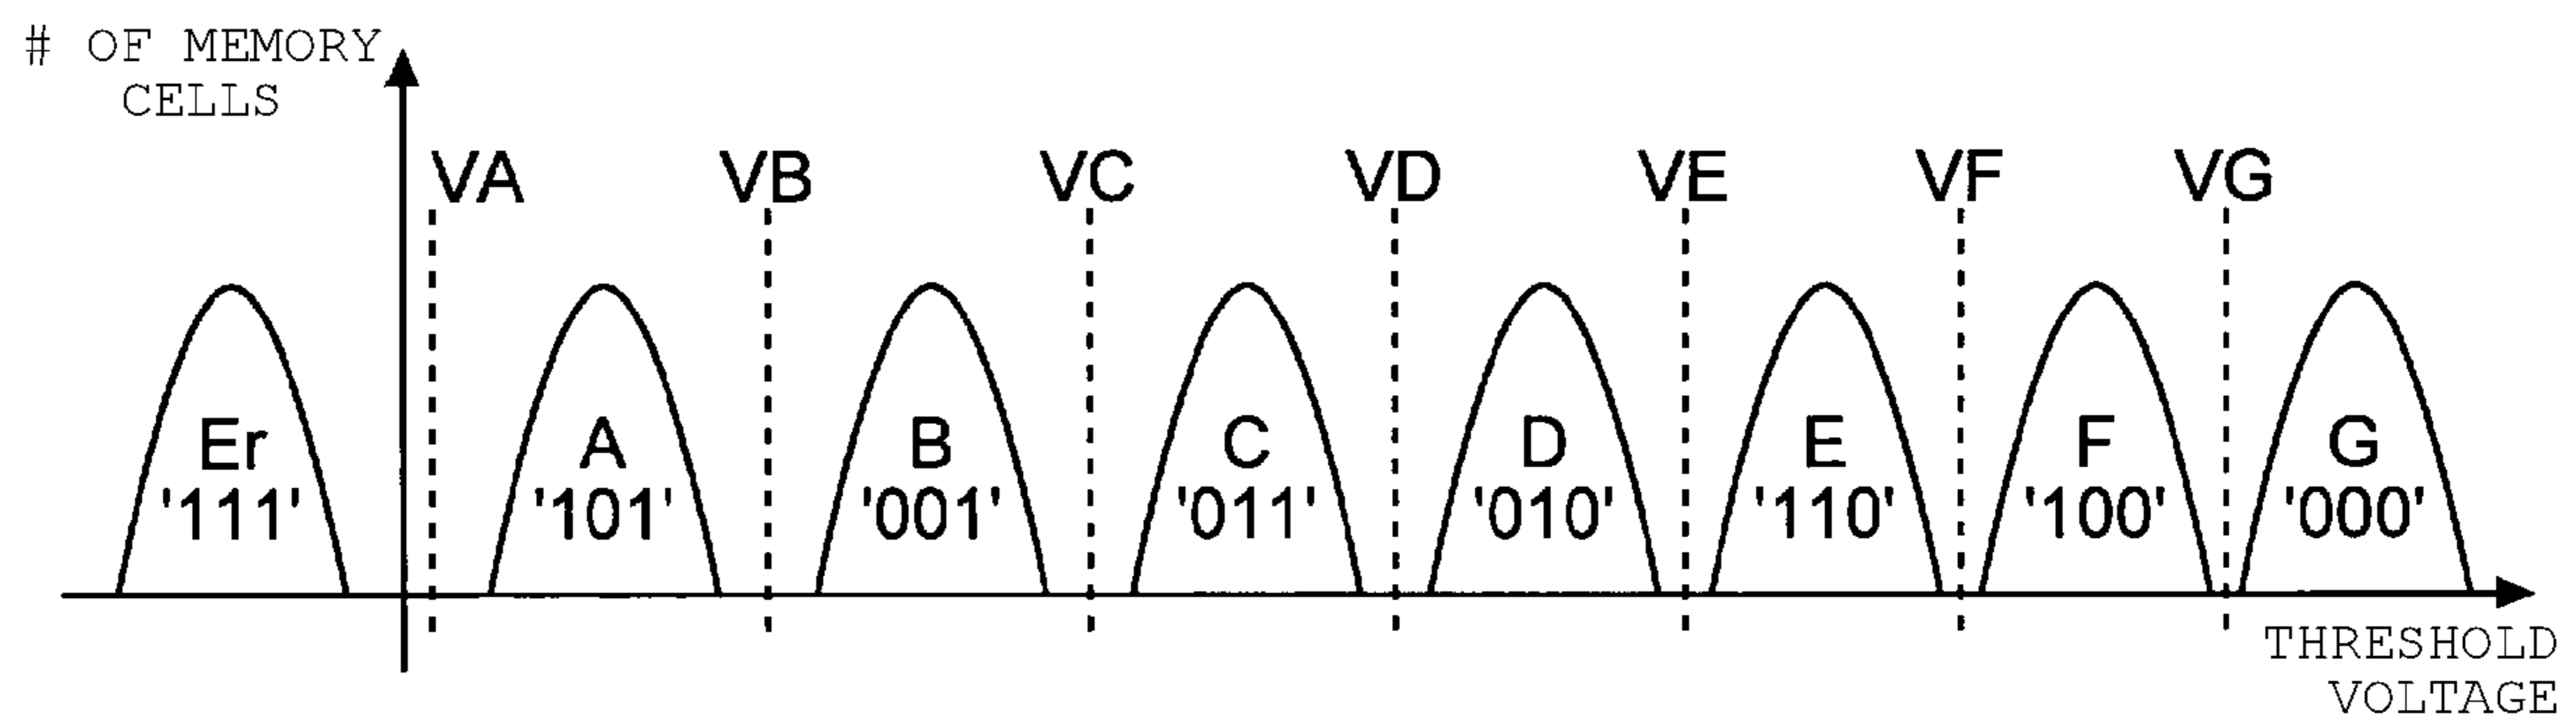 # OF MEMORY
CELLS
VA VB VC VD VE VF VG
Er A B C D E F G
'111' '101' '001' '011' '010' '110' '100' '000'
THRESHOLD
VOLTAGE